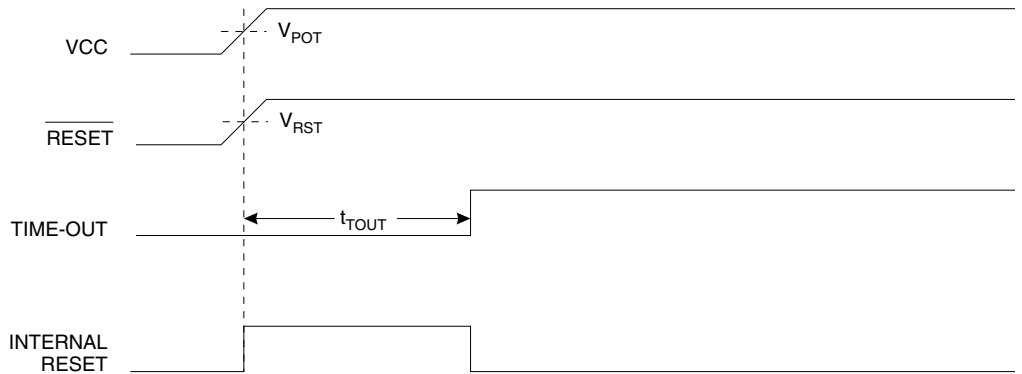 VCC
V_POT
RESET
V_RST
TIME-OUT
t_TOUT
INTERNAL
RESET